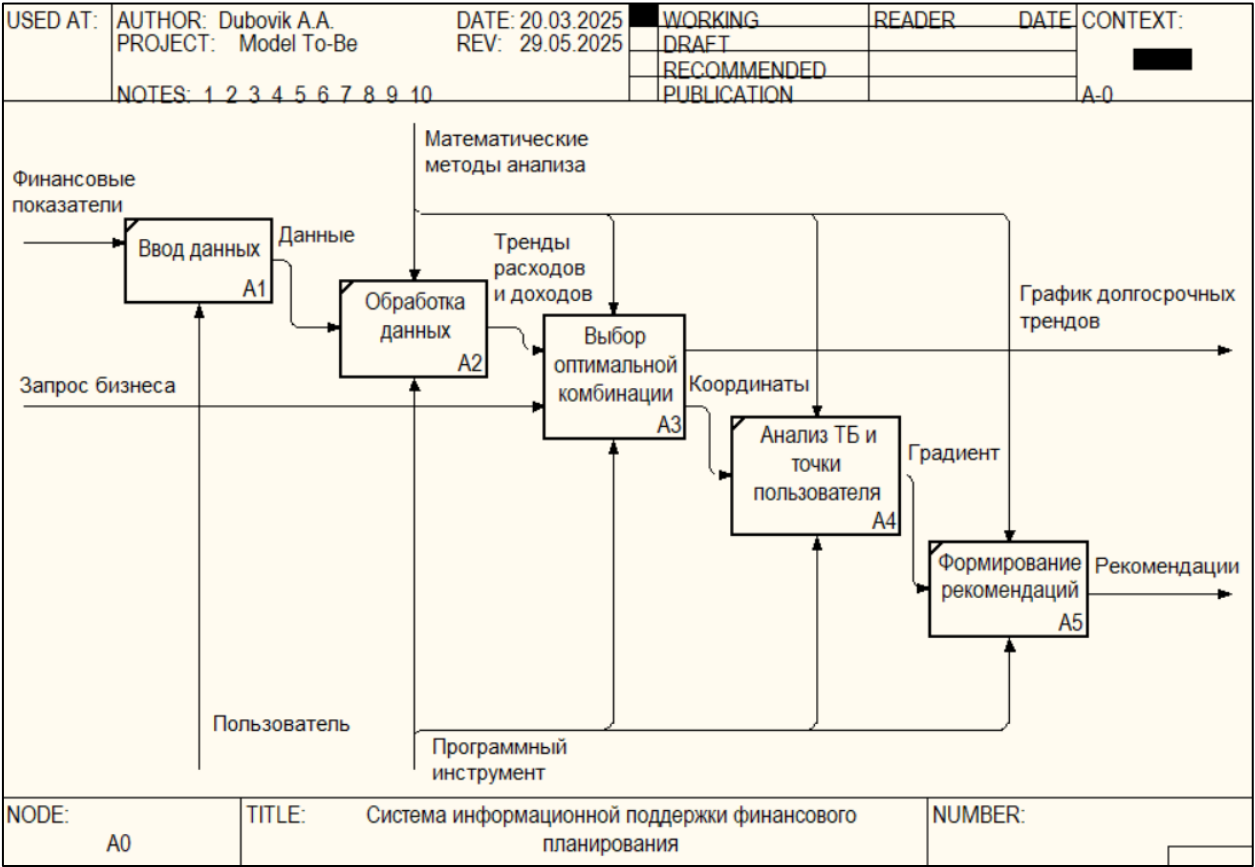 USED AT:
AUTHOR: Dubovik A.A.
DATE: 20.03.2025
PROJECT: Model To-Be
REV: 29.05.2025
NOTES: 1 2 3 4 5 6 7 8 9 10
WORKING
DRAFT
RECOMMENDED
PUBLICATION
READER
DATE
CONTEXT:
A-0
Математические
методы анализа
Финансовые
показатели
Ввод данных
A1
Данные
Обработка
данных
A2
Тренды
расходов
и доходов
Выбор
оптимальной
комбинации
A3
График долгосрочных
трендов
Запрос бизнеса
Координаты
Анализ ТБ и
точки
пользователя
A4
Градиент
Формирование
рекомендаций
A5
Рекомендации
Пользователь
Программный
инструмент
NODE:
A0
TITLE:
Система информационной поддержки финансового
планирования
NUMBER: